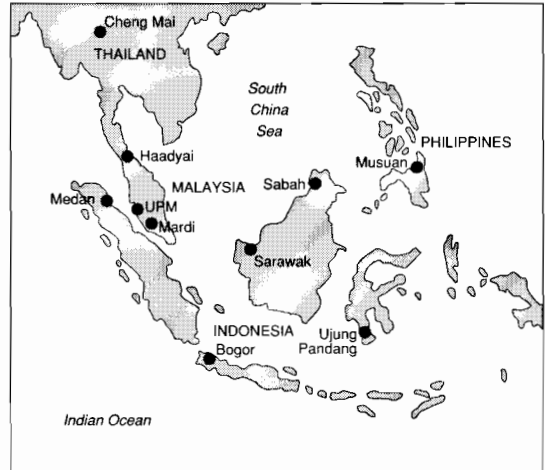 Cheng Mai
THAILAND
South
China
Sea
PHILIPPINES
Haadyai
Musuan
MALAYSIA
Sabah
Medan
UPM
Mardi
Sarawak
INDONESIA
Ujung
Pandang
Bogor
Indian Ocean